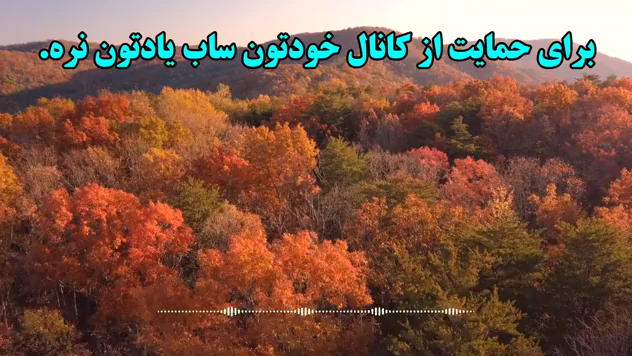 برای حمایت از کانال خودتون ساب یادتون نره.